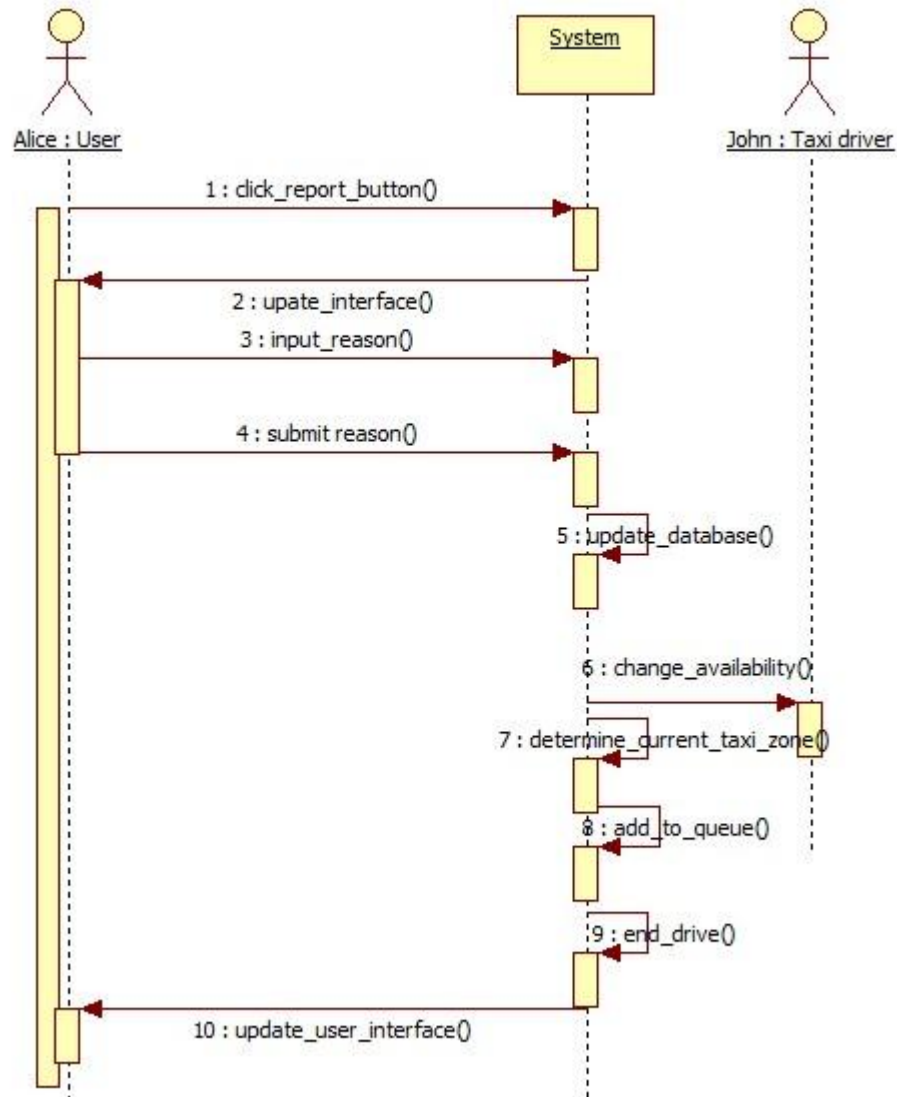 System
Alice : User
John : Taxi driver
1 : click_report_button()
2 : upate_interface()
3 : input_reason()
4 : submit reason()
5 : update_database()
6 : change_availability()
7 : determine_current_taxi_zone()
8 : add_to_queue()
9 : end_drive()
10 : update_user_interface()